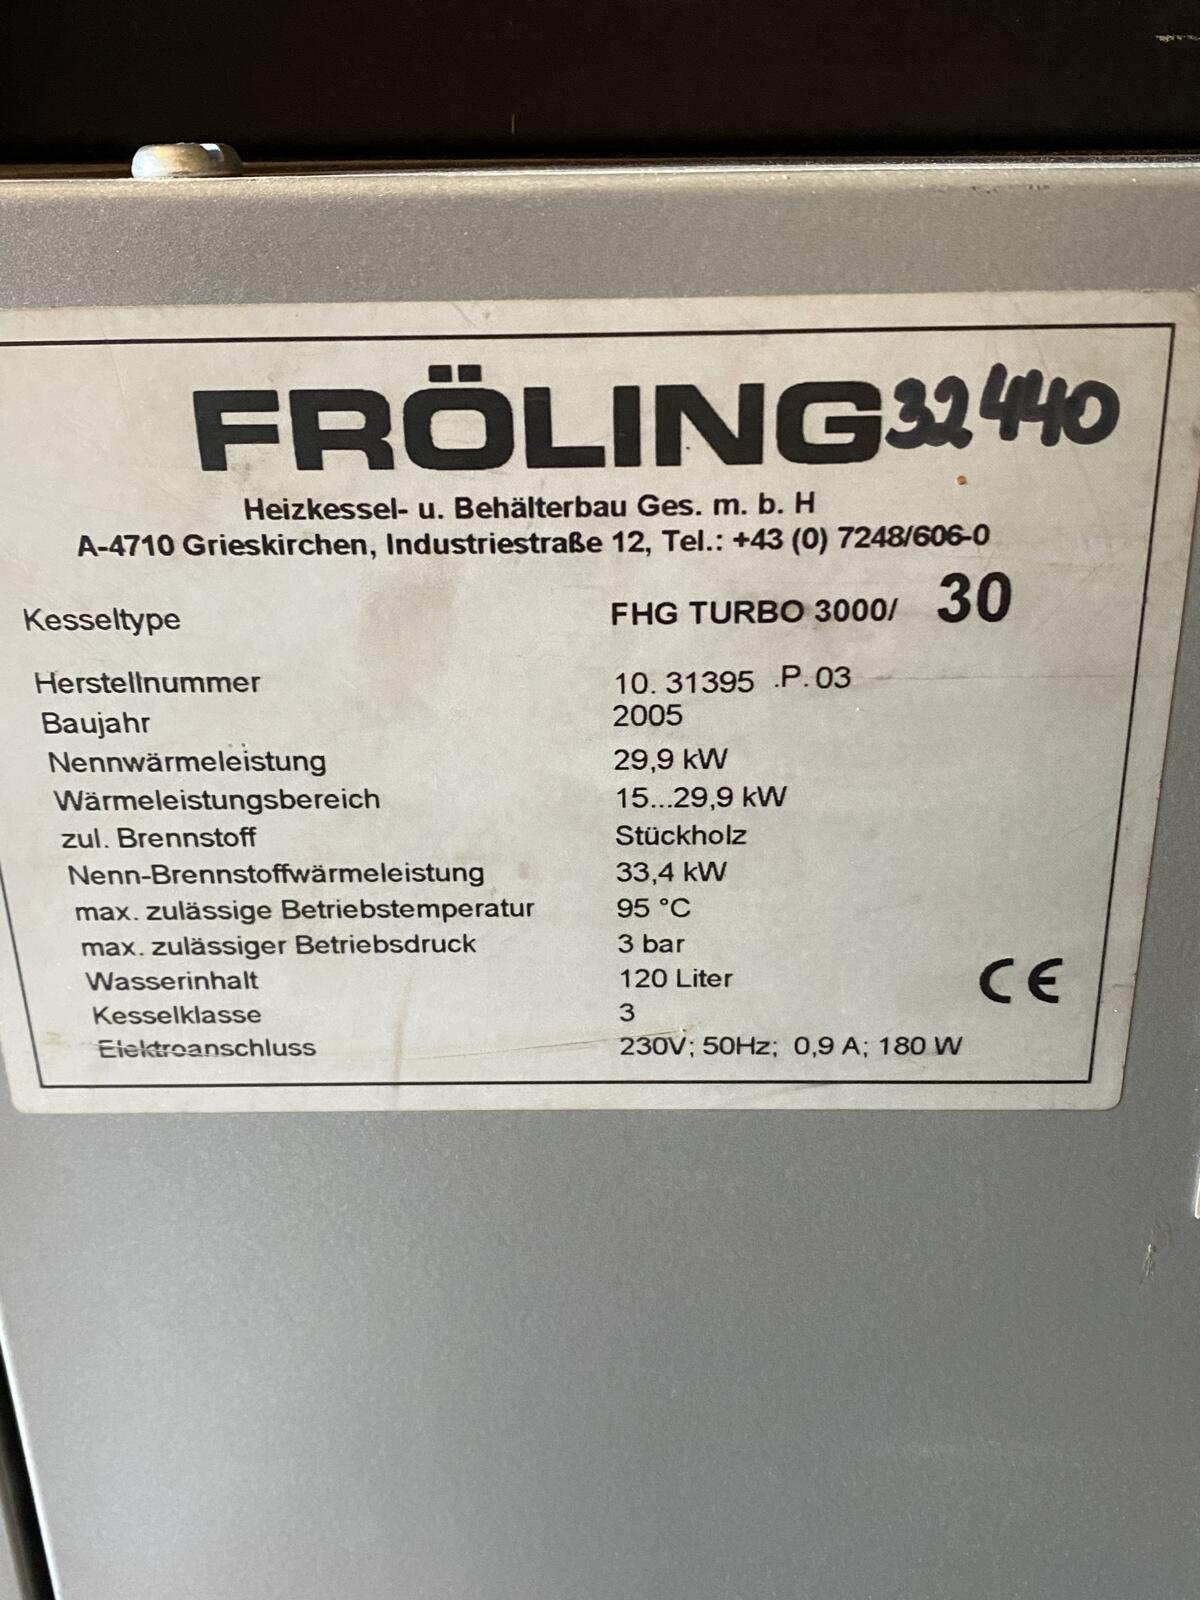 FRÖLING 32440
Heizkessel- u. Behälterbau Ges. m. b. H
A-4710 Grieskirchen, Industriestraße 12, Tel.: +43 (0) 7248/606-0
Kesseltype FHG TURBO 3000/ 30
Herstellnummer 10. 31395 .P. 03
Baujahr 2005
Nennwärmeleistung 29,9 kW
Wärmeleistungsbereich 15...29,9 kW
zul. Brennstoff Stückholz
Nenn-Brennstoffwärmeleistung 33,4 kW
max. zulässige Betriebstemperatur 95 °C
max. zulässiger Betriebsdruck 3 bar
Wasserinhalt 120 Liter
CE
Kesselklasse 3
Elektroanschluss 230V; 50Hz; 0,9 A; 180 W